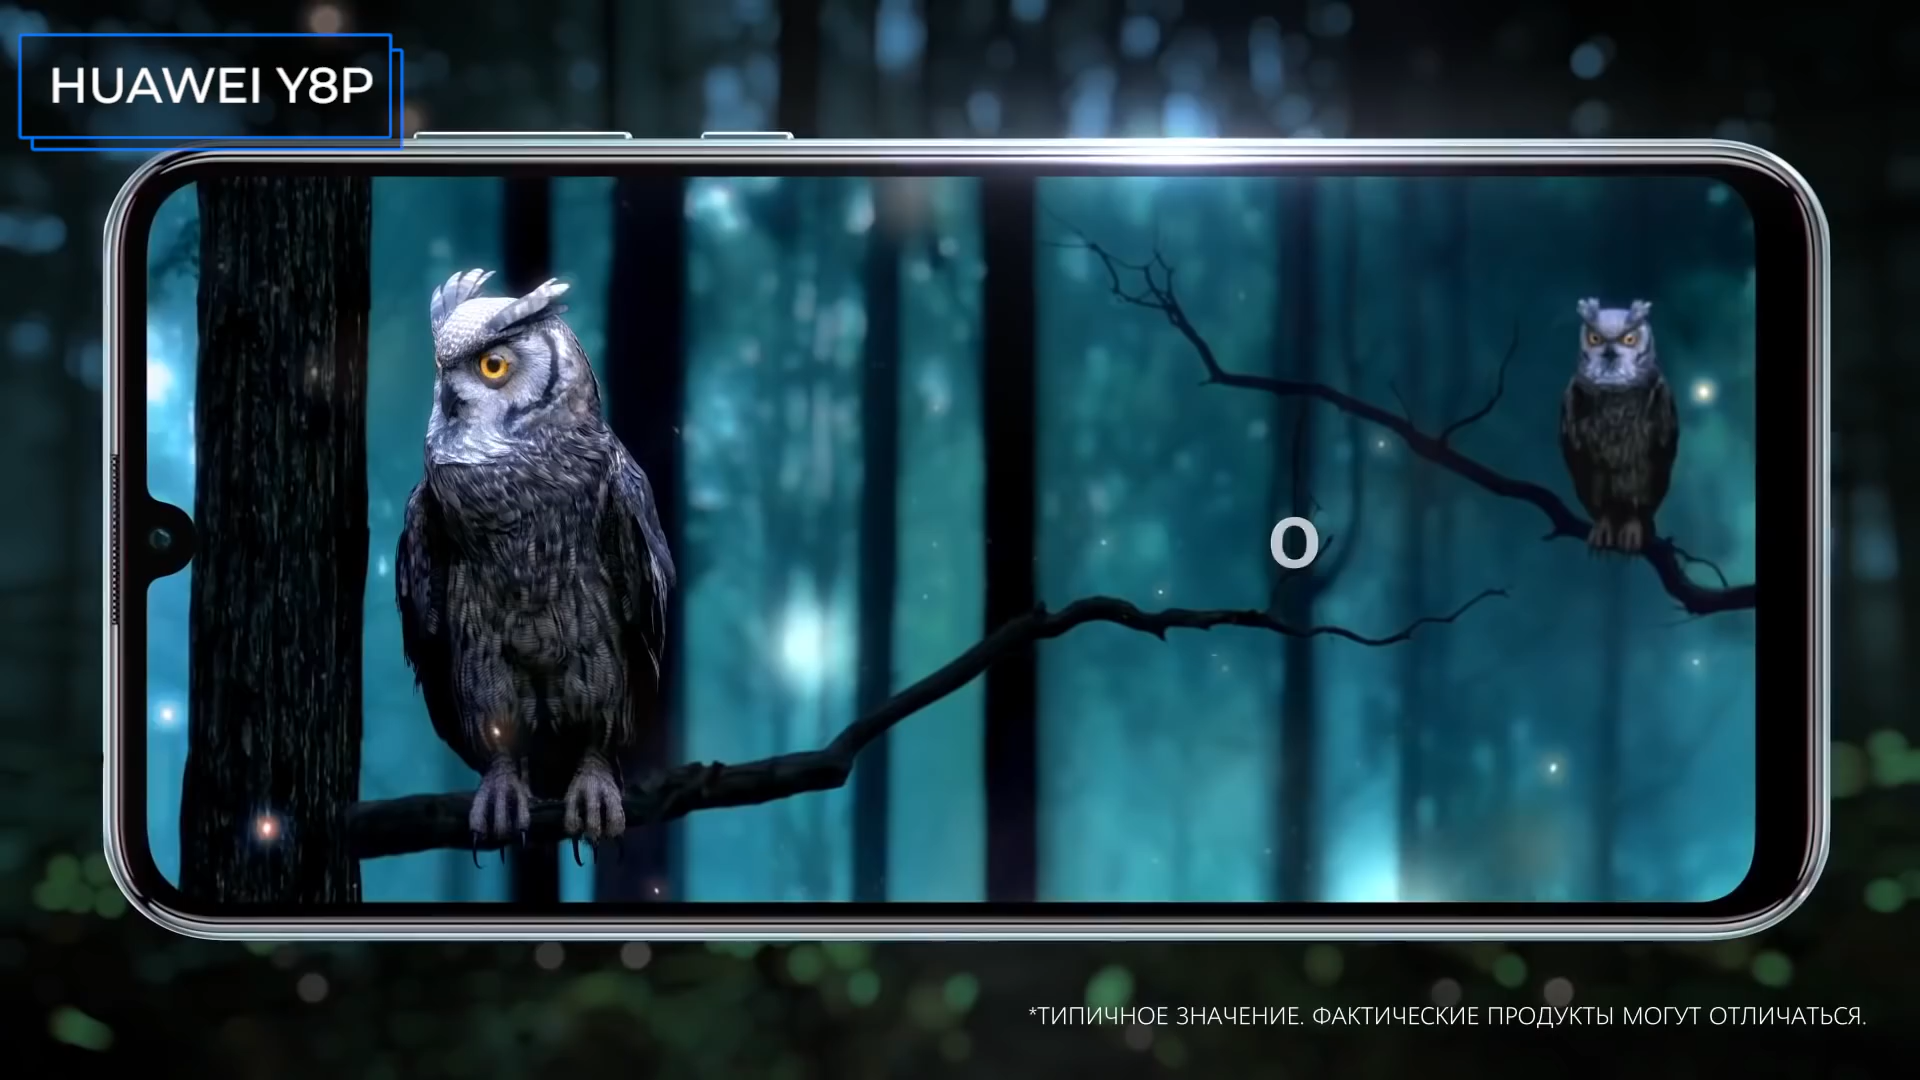 HUAWEI Y8P
O
*ТИПИЧНОЕ ЗНАЧЕНИЕ. ФАКТИЧЕСКИЕ ПРОДУКТЫ МОГУТ ОТЛИЧАТЬСЯ.